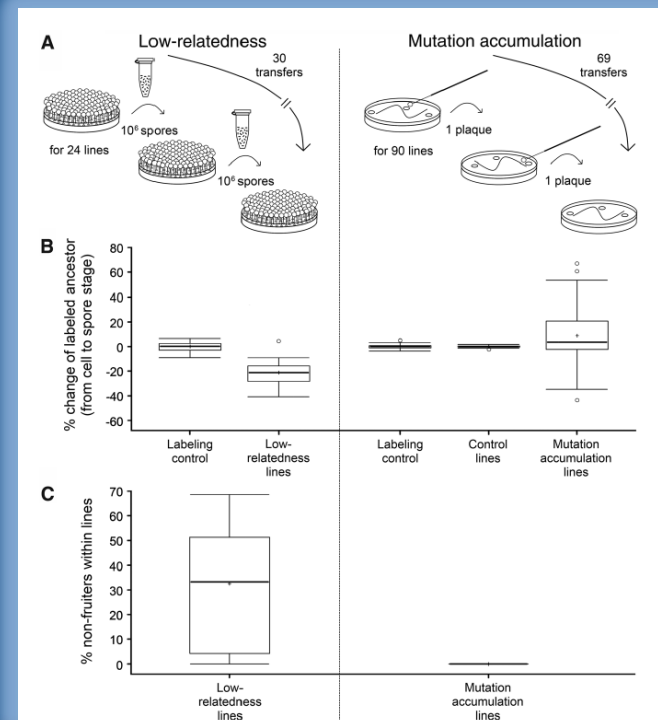 A
Low-relatedness
Mutation accumulation
30
transfers
69
transfers
10⁶ spores
for 24 lines
10⁶ spores
1 plaque
for 90 lines
1 plaque
B
% change of labeled ancestor
(from cell to spore stage)
80
60
40
20
0
-20
-40
-60
Labeling
control
Low-
relatedness
lines
Labeling
control
Control
lines
Mutation
accumulation
lines
C
% non-fruiters within lines
70
60
50
40
30
20
10
0
Low-
relatedness
lines
Mutation
accumulation
lines